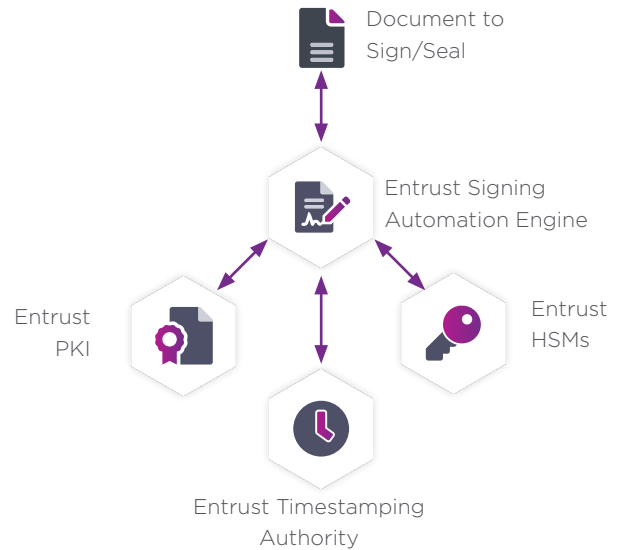 Document to
Sign/Seal
Entrust Signing
Automation Engine
Entrust
PKI
Entrust
HSMs
Entrust Timestamping
Authority